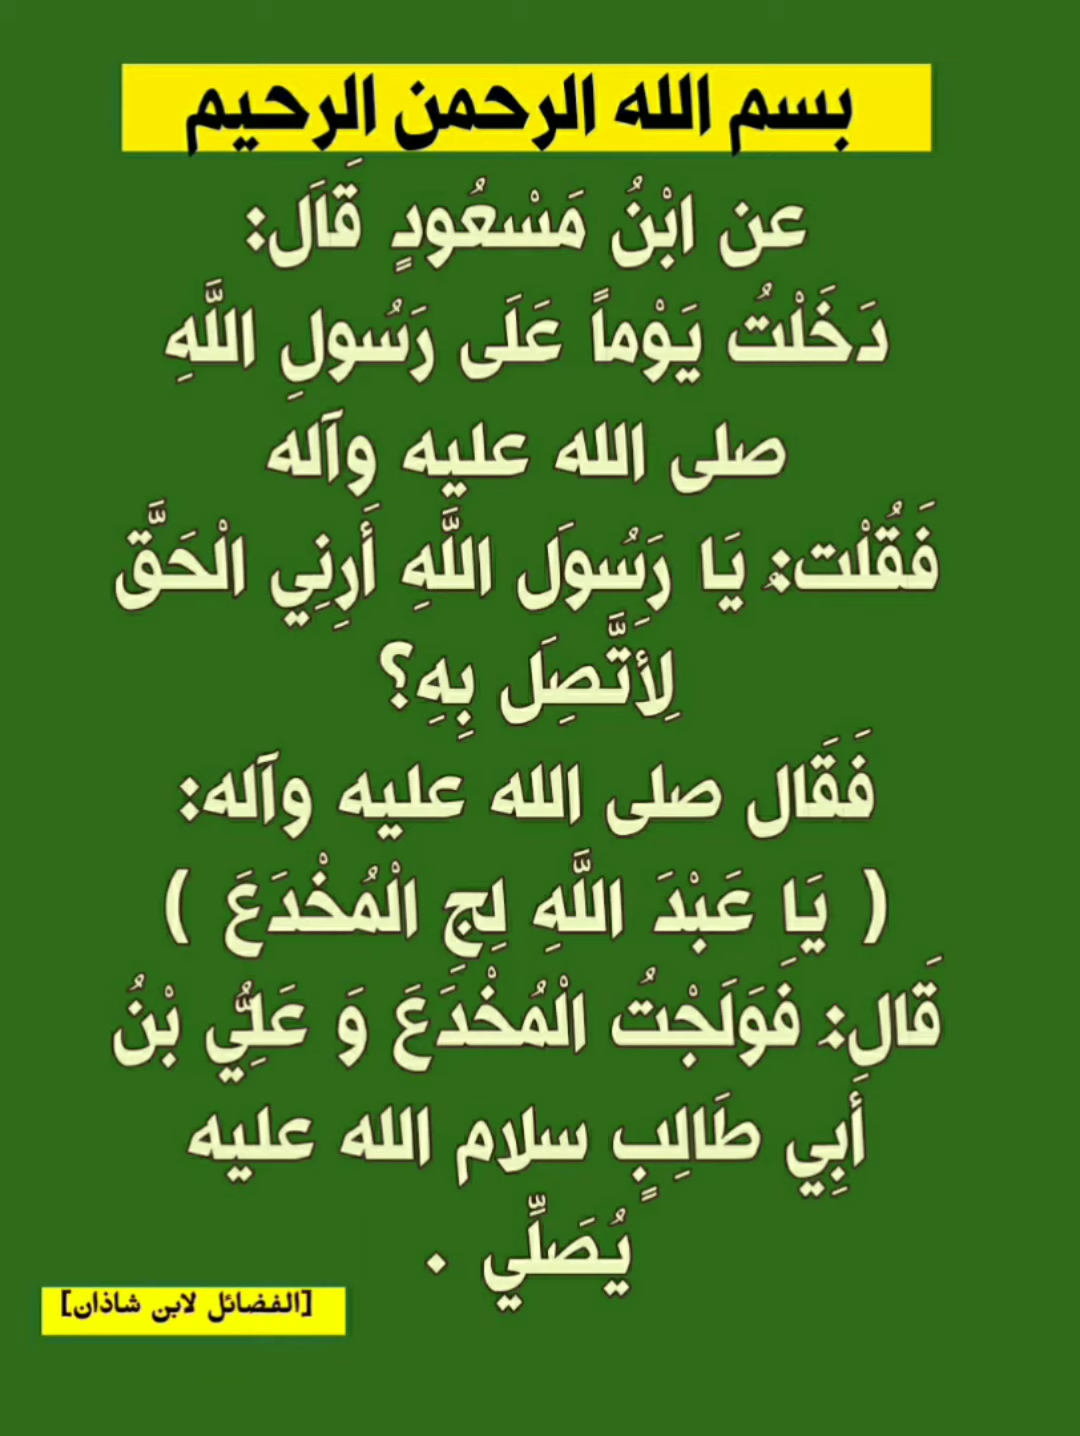 بسم الله الرحمن الرحيم
عن ابْنُ مَسْعُودٍ قَالَ:
دَخَلْتُ يَوْماً عَلَى رَسُولِ اللَّهِ
صلى الله عليه وآله
فَقُلْت: يَا رَسُولَ اللَّهِ أَرِنِي الْحَقَّ
لِأَتَّصِلَ بِهِ؟
فَقَال صلى الله عليه وآله:
( يَا عَبْدَ اللَّهِ لِجِ الْمُخْدَعَ )
قَال: فَوَلَجْتُ الْمُخْدَعَ وَ عَلِيُّ بْنُ
أَبِي طَالِبٍ سلام الله عليه
يُصَلِّي .
[الفضائل لابن شاذان]